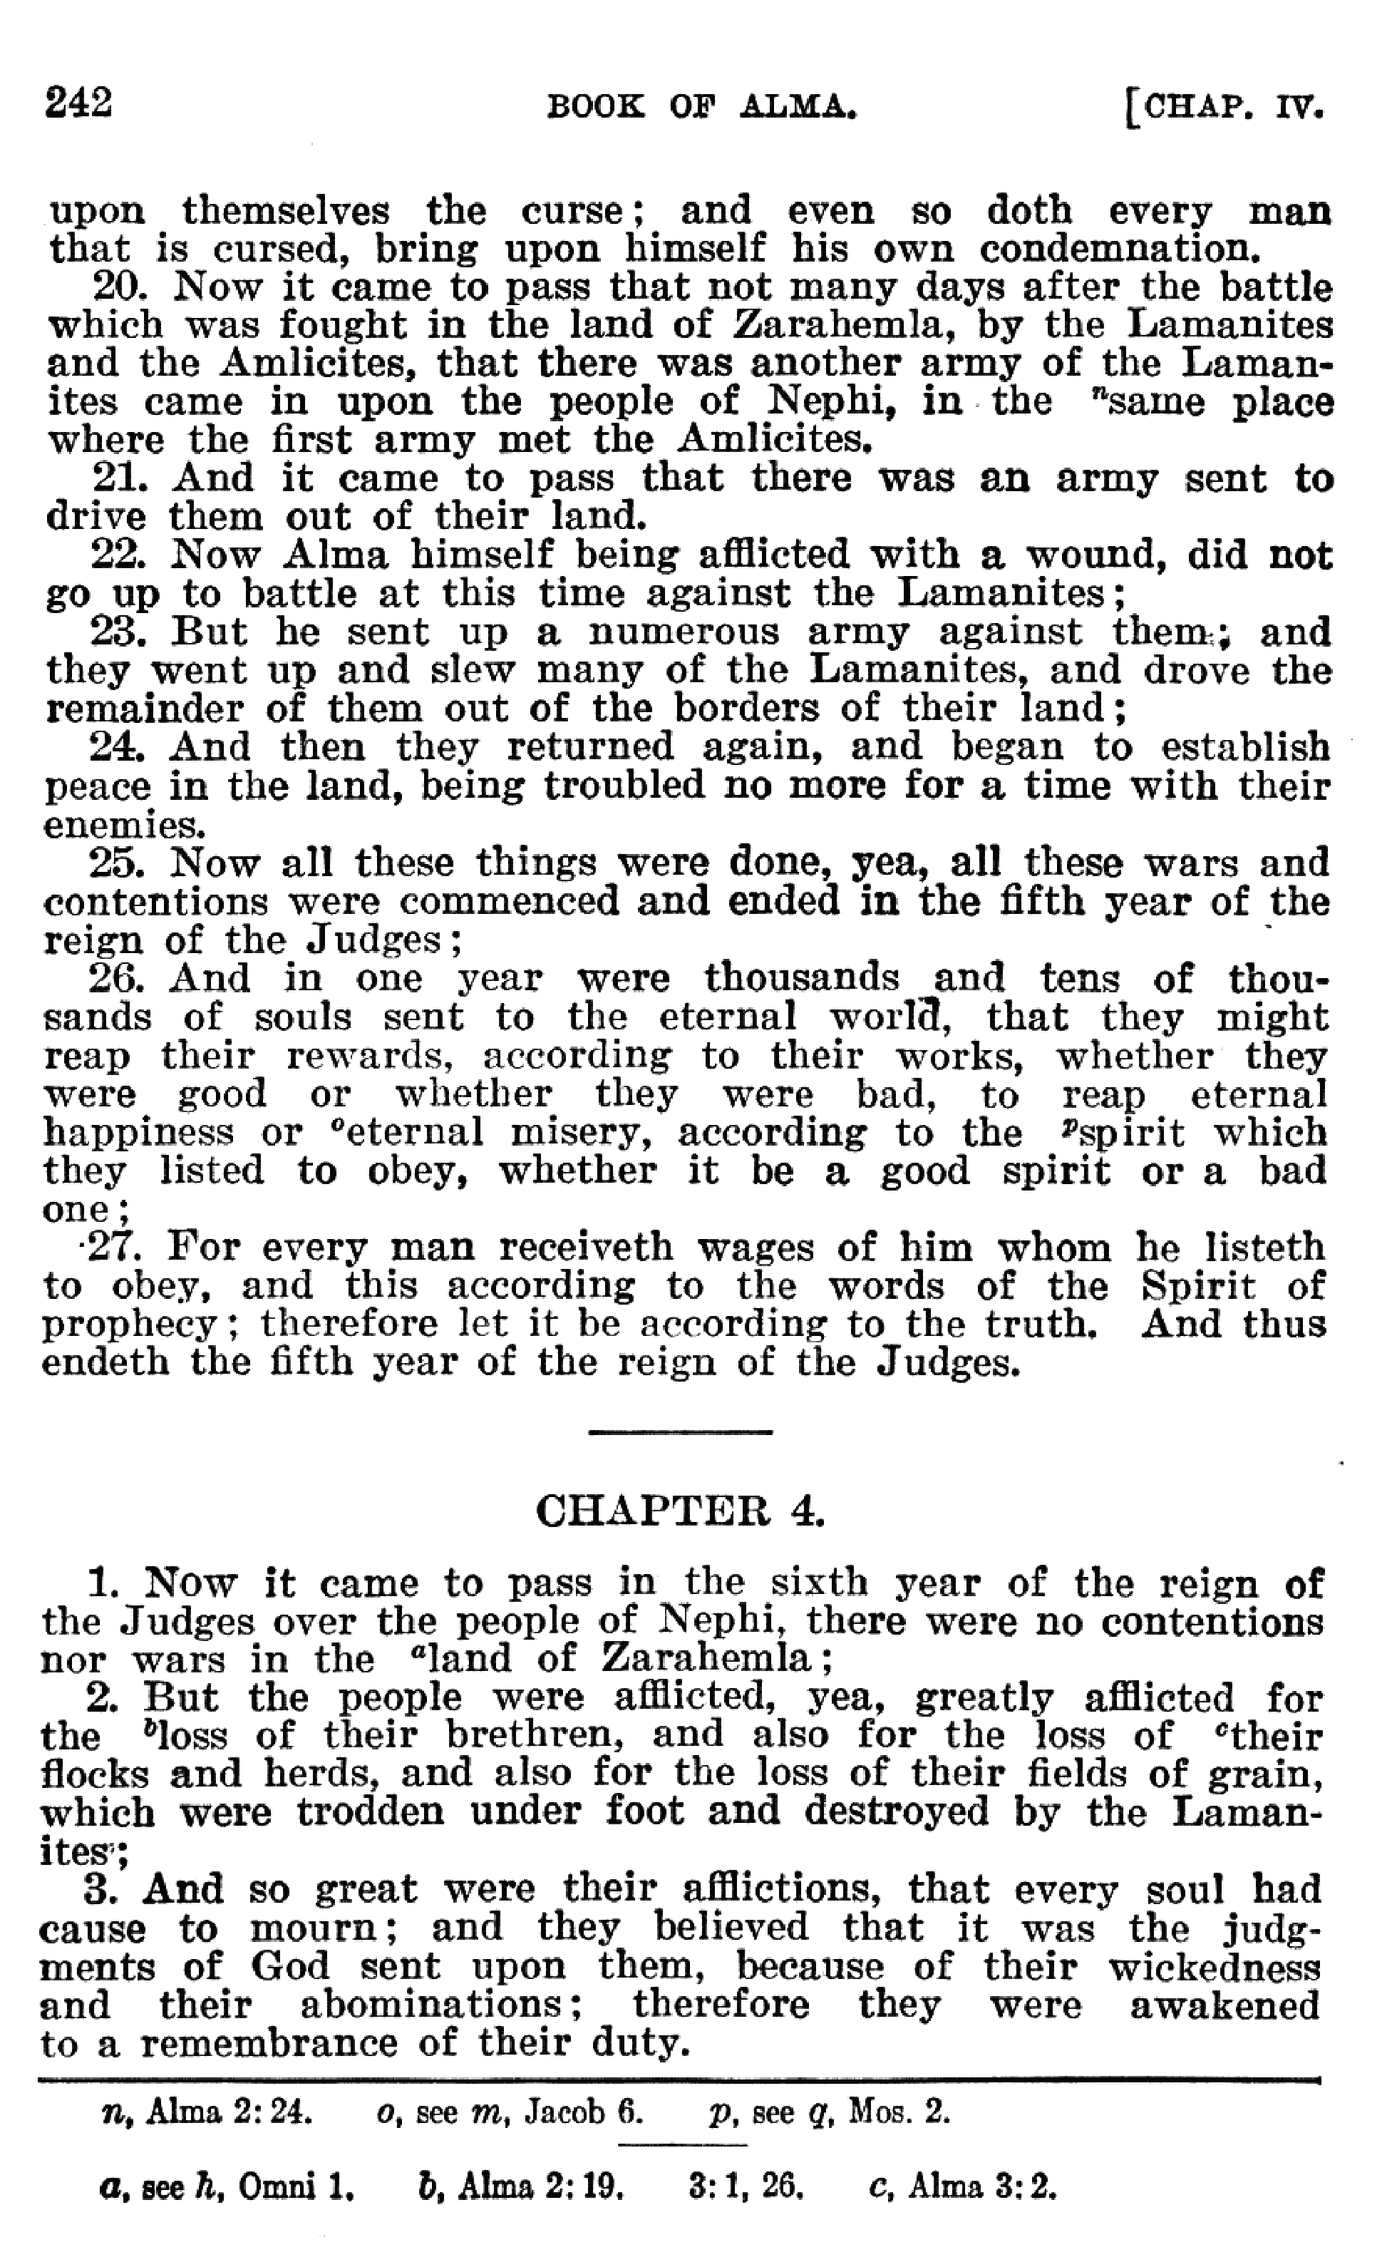 242 BOOK OF ALMA. [CHAP. IV.
upon themselves the curse; and even so doth every man
that is cursed, bring upon himself his own condemnation.
20. Now it came to pass that not many days after the battle
which was fought in the land of Zarahemla, by the Lamanites
and the Amlicites, that there was another army of the Laman-
ites came in upon the people of Nephi, in the ⁿsame place
where the first army met the Amlicites.
21. And it came to pass that there was an army sent to
drive them out of their land.
22. Now Alma himself being afflicted with a wound, did not
go up to battle at this time against the Lamanites;
23. But he sent up a numerous army against them; and
they went up and slew many of the Lamanites, and drove the
remainder of them out of the borders of their land;
24. And then they returned again, and began to establish
peace in the land, being troubled no more for a time with their
enemies.
25. Now all these things were done, yea, all these wars and
contentions were commenced and ended in the fifth year of the
reign of the Judges;
26. And in one year were thousands and tens of thou-
sands of souls sent to the eternal world, that they might
reap their rewards, according to their works, whether they
were good or whether they were bad, to reap eternal
happiness or ᵒeternal misery, according to the ᵖspirit which
they listed to obey, whether it be a good spirit or a bad
one;
27. For every man receiveth wages of him whom he listeth
to obey, and this according to the words of the Spirit of
prophecy; therefore let it be according to the truth. And thus
endeth the fifth year of the reign of the Judges.
CHAPTER 4.
1. Now it came to pass in the sixth year of the reign of
the Judges over the people of Nephi, there were no contentions
nor wars in the ᵃland of Zarahemla;
2. But the people were afflicted, yea, greatly afflicted for
the ᵇloss of their brethren, and also for the loss of ᶜtheir
flocks and herds, and also for the loss of their fields of grain,
which were trodden under foot and destroyed by the Laman-
ites;
3. And so great were their afflictions, that every soul had
cause to mourn; and they believed that it was the judg-
ments of God sent upon them, because of their wickedness
and their abominations; therefore they were awakened
to a remembrance of their duty.
n, Alma 2:24. o, see m, Jacob 6. p, see q, Mos. 2.
a, see h, Omni 1. b, Alma 2:19. 3:1, 26. c, Alma 3:2.